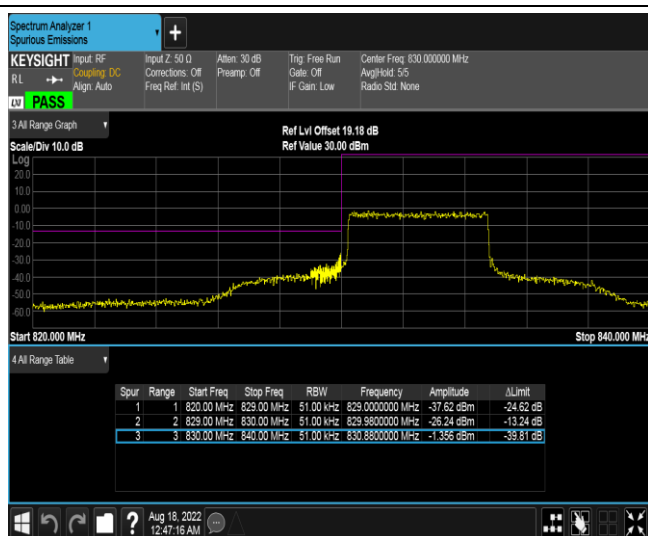 Spectrum Analyzer 1
Spurious Emissions
+
KEYSIGHT Input: RF Input Z: 50 Ω Atten: 30 dB Trig: Free Run Center Freq: 830.000000 MHz
RL Coupling: DC Corrections: Off Preamp: Off Gate: Off Avg|Hold: 5/5
Align: Auto Freq Ref: Int (S) IF Gain: Low Radio Std: None
LXI PASS
3 All Range Graph
Ref Lvl Offset 19.18 dB
Scale/Div 10.0 dB Ref Value 30.00 dBm
Log
20.0
10.0
0.00
-10.0
-20.0
-30.0
-40.0
-50.0
-60.0
Start 820.000 MHz Stop 840.000 MHz
4 All Range Table
Spur Range Start Freq Stop Freq RBW Frequency Amplitude ΔLimit
1 1 820.00 MHz 829.00 MHz 51.00 kHz 829.0000000 MHz -37.62 dBm -24.62 dB
2 2 829.00 MHz 830.00 MHz 51.00 kHz 829.9800000 MHz -26.24 dBm -13.24 dB
3 3 830.00 MHz 840.00 MHz 51.00 kHz 830.8800000 MHz -1.356 dBm -39.81 dB
? Aug 18, 2022
12:47:16 AM